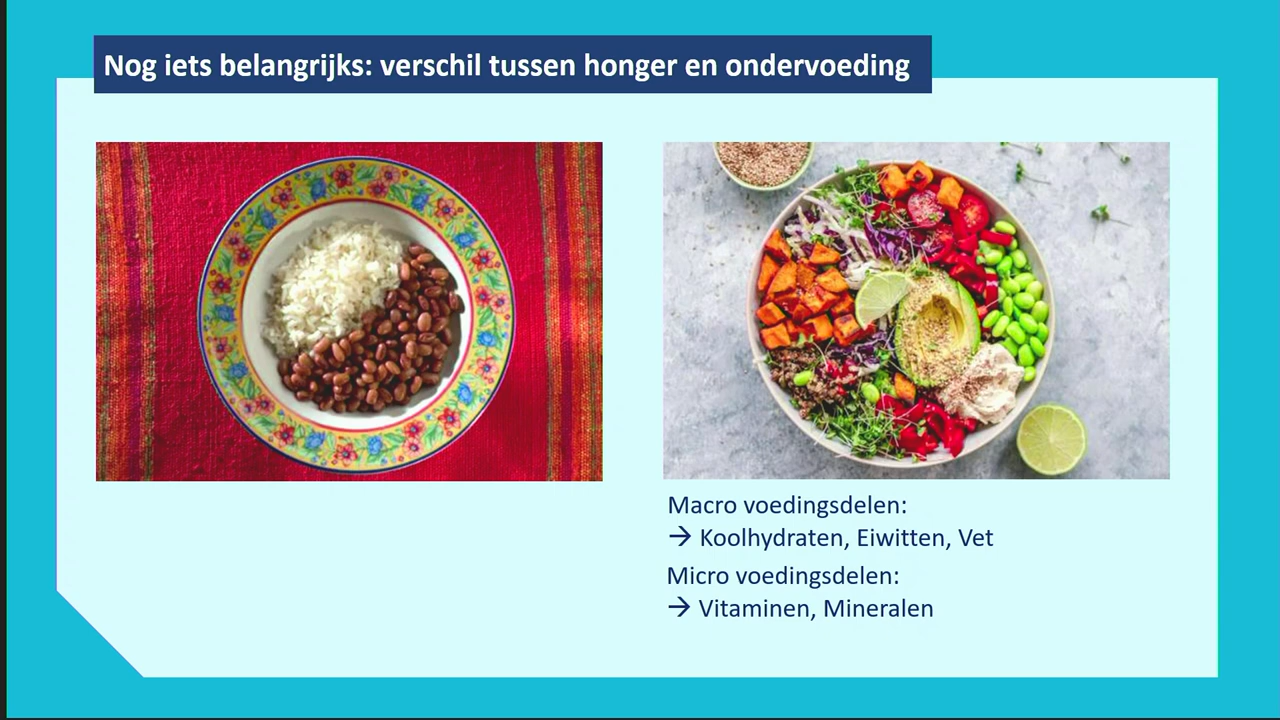 Nog iets belangrijks: verschil tussen honger en ondervoeding
Macro voedingsdelen:
→ Koolhydraten, Eiwitten, Vet
Micro voedingsdelen:
→ Vitaminen, Mineralen